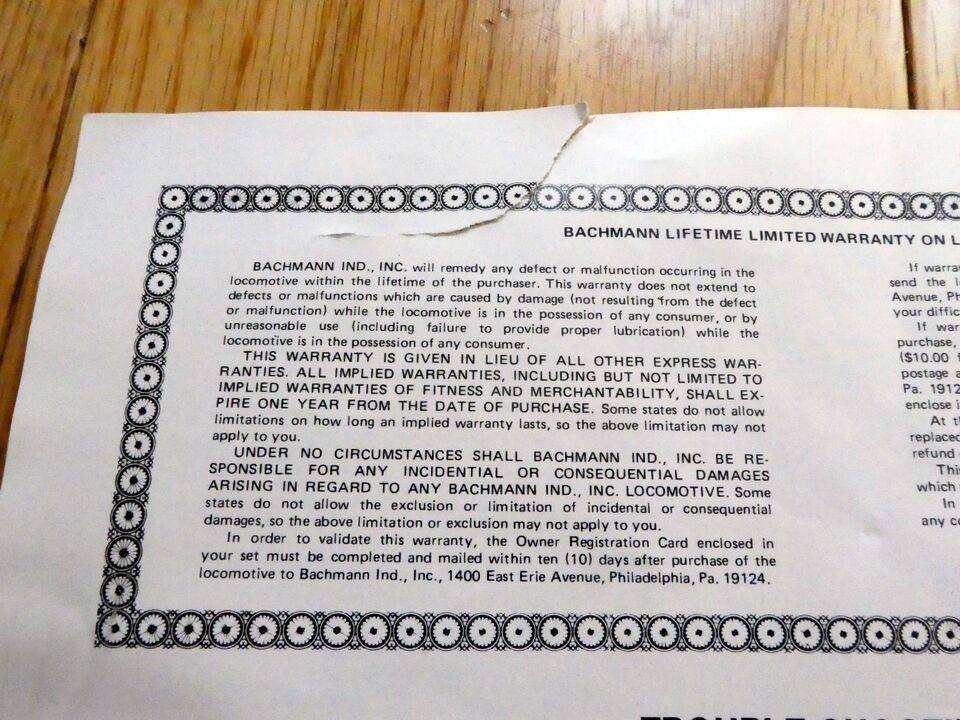 BACHMANN LIFETIME LIMITED WARRANTY ON
BACHMANN IND., INC. will remedy any defect or malfunction occurring in the
locomotive within the lifetime of the purchaser. This warranty does not extend to
defects or malfunctions which are caused by damage (not resulting from the defect
or malfunction) while the locomotive is in the possession of any consumer, or by
unreasonable use (including failure to provide proper lubrication) while the
locomotive is in the possession of any consumer.
THIS WARRANTY IS GIVEN IN LIEU OF ALL OTHER EXPRESS WAR-
RANTIES. ALL IMPLIED WARRANTIES, INCLUDING BUT NOT LIMITED TO
IMPLIED WARRANTIES OF FITNESS AND MERCHANTABILITY, SHALL EX-
PIRE ONE YEAR FROM THE DATE OF PURCHASE. Some states do not allow
limitations on how long an implied warranty lasts, so the above limitation may not
apply to you.
UNDER NO CIRCUMSTANCES SHALL BACHMANN IND., INC. BE RE-
SPONSIBLE FOR ANY INCIDENTAL OR CONSEQUENTIAL DAMAGES
ARISING IN REGARD TO ANY BACHMANN IND., INC. LOCOMOTIVE. Some
states do not allow the exclusion or limitation of incidental or consequential
damages, so the above limitation or exclusion may not apply to you.
In order to validate this warranty, the Owner Registration Card enclosed in
your set must be completed and mailed within ten (10) days after purchase of the
locomotive to Bachmann Ind., Inc., 1400 East Erie Avenue, Philadelphia, Pa. 19124.
If
send the
Avenue,
your
If
purchase,
($10.00
postage
Pa.
enclose
At
replaced
refund
which
In
any
TROUBLE